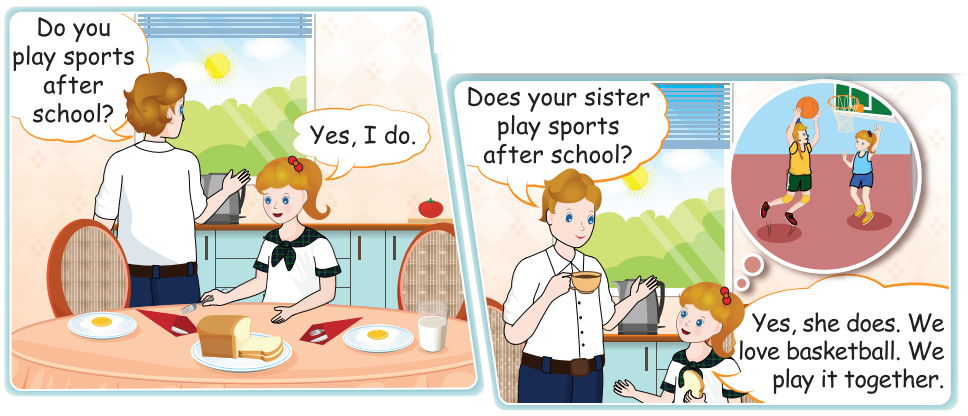 Do you
play sports
after
school?
Yes, I do.
Does your sister
play sports
after school?
Yes, she does. We
love basketball. We
play it together.